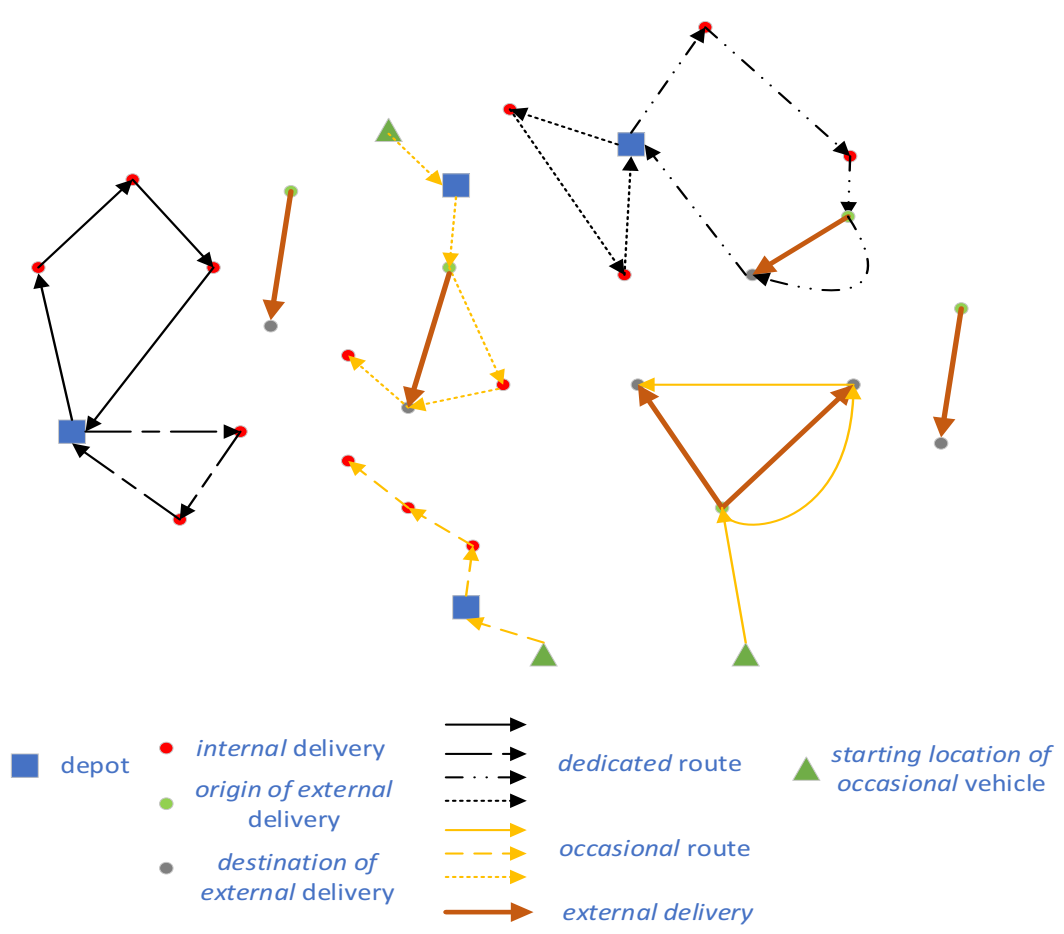 depot
internal delivery
origin of external
delivery
destination of
external delivery
dedicated route
occasional route
external delivery
starting location of
occasional vehicle